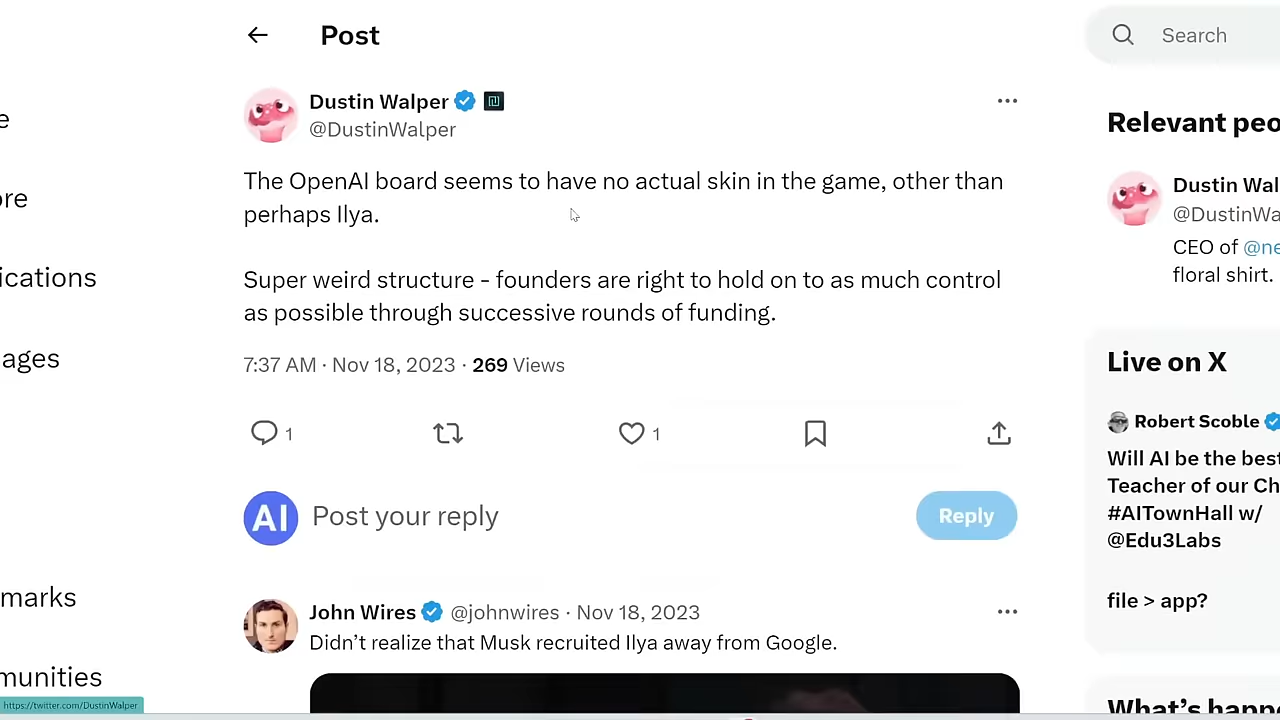 Post
Search
Dustin Walper
@DustinWalper
The OpenAI board seems to have no actual skin in the game, other than
perhaps Ilya.
Super weird structure - founders are right to hold on to as much control
as possible through successive rounds of funding.
7:37 AM · Nov 18, 2023 · 269 Views
1
1
AI
Post your reply
Reply
John Wires @johnwires · Nov 18, 2023
Didn’t realize that Musk recruited Ilya away from Google.
e
ore
ications
ages
marks
munities
https://twitter.com/DustinWalper
Relevant peo
Dustin Wal
@DustinWa
CEO of @ne
floral shirt.
Live on X
Robert Scoble
Will AI be the best
Teacher of our Ch
#AITownHall w/
@Edu3Labs
file > app?
What’s happe